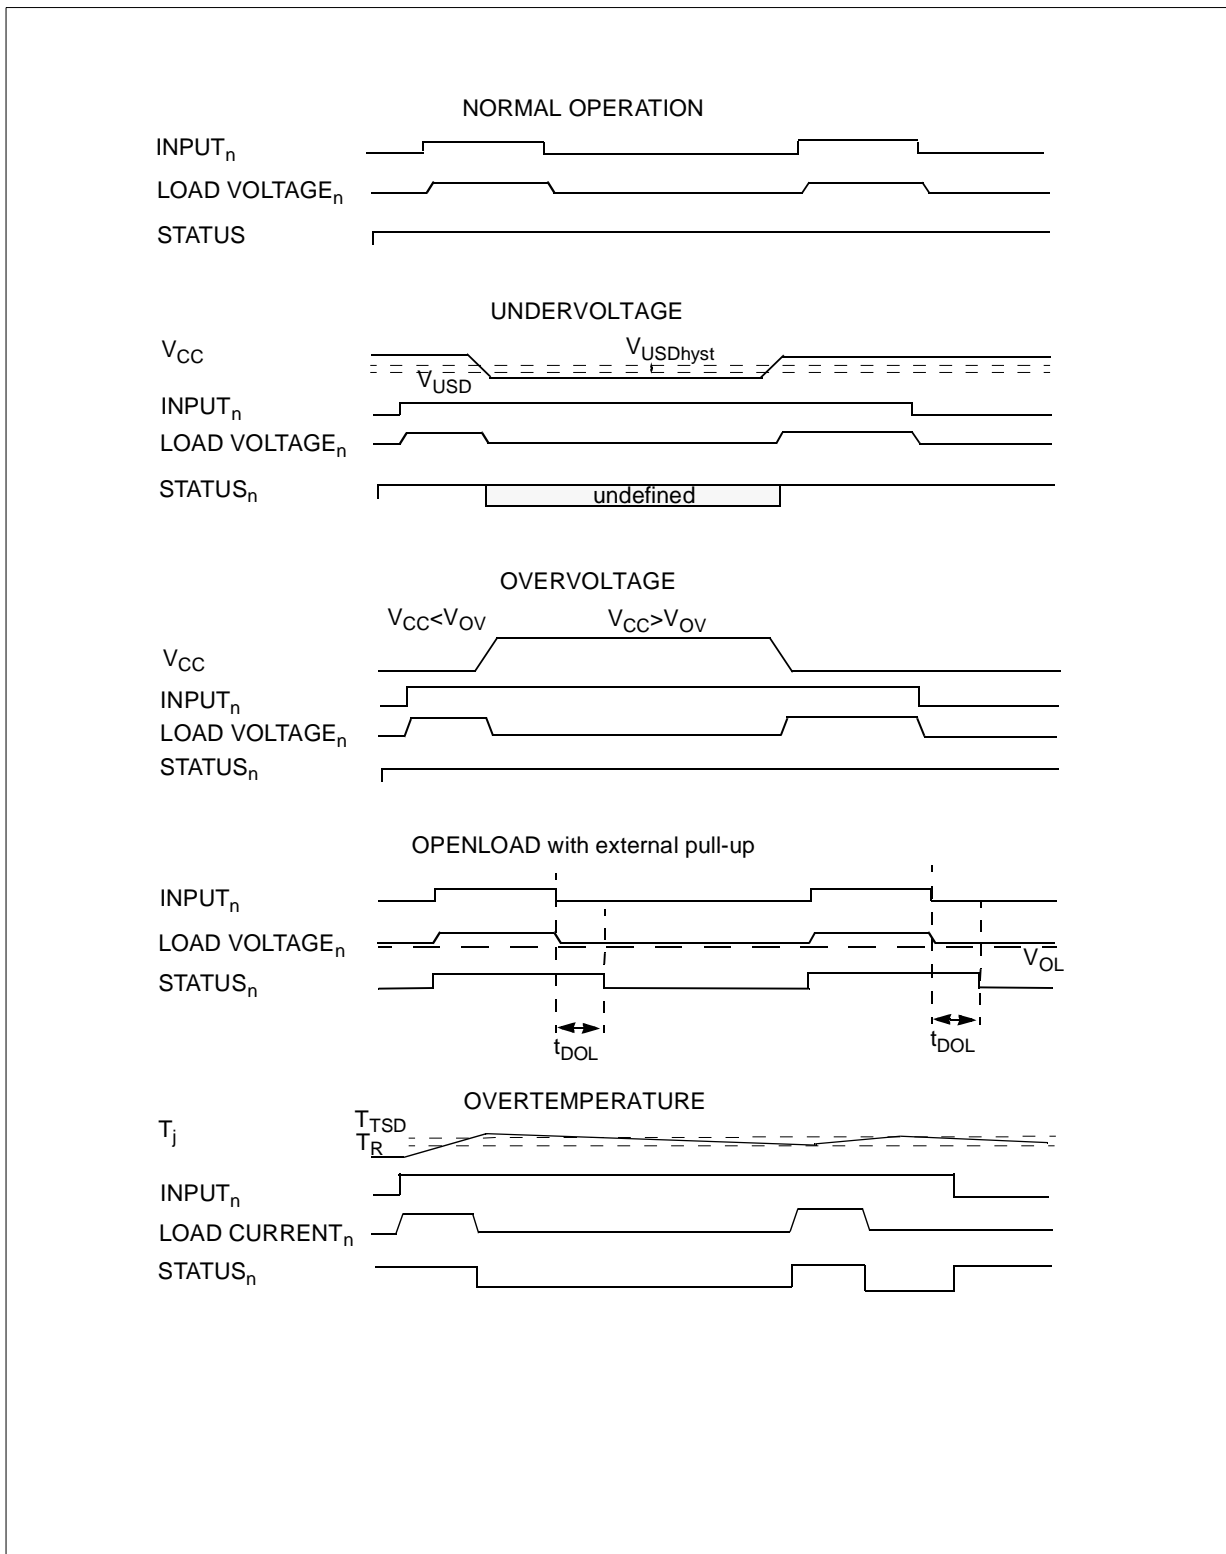 NORMAL OPERATION
INPUTn
LOAD VOLTAGEn
STATUS
UNDERVOLTAGE
VCC
VUSDhyst
VUSD
INPUTn
LOAD VOLTAGEn
STATUSn
undefined
OVERVOLTAGE
VCC<VOV
VCC>VOV
VCC
INPUTn
LOAD VOLTAGEn
STATUSn
OPENLOAD with external pull-up
INPUTn
LOAD VOLTAGEn
VOL
STATUSn
tDOL
tDOL
OVERTEMPERATURE
Tj
TTSD
TR
INPUTn
LOAD CURRENTn
STATUSn